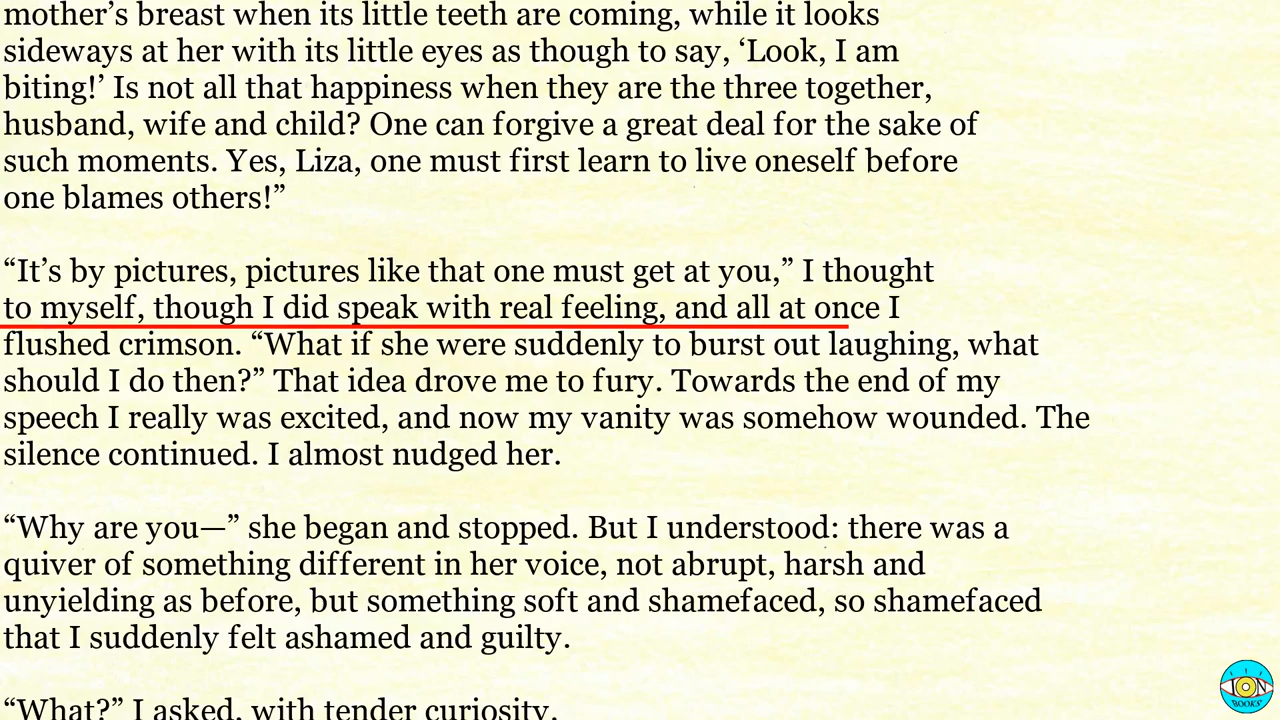 mother’s breast when its little teeth are coming, while it looks
sideways at her with its little eyes as though to say, ‘Look, I am
biting!’ Is not all that happiness when they are the three together,
husband, wife and child? One can forgive a great deal for the sake of
such moments. Yes, Liza, one must first learn to live oneself before
one blames others!”
“It’s by pictures, pictures like that one must get at you,” I thought
to myself, though I did speak with real feeling, and all at once I
flushed crimson. “What if she were suddenly to burst out laughing, what
should I do then?” That idea drove me to fury. Towards the end of my
speech I really was excited, and now my vanity was somehow wounded. The
silence continued. I almost nudged her.
“Why are you—” she began and stopped. But I understood: there was a
quiver of something different in her voice, not abrupt, harsh and
unyielding as before, but something soft and shamefaced, so shamefaced
that I suddenly felt ashamed and guilty.
“What?” I asked, with tender curiosity.
ION
BOOKS